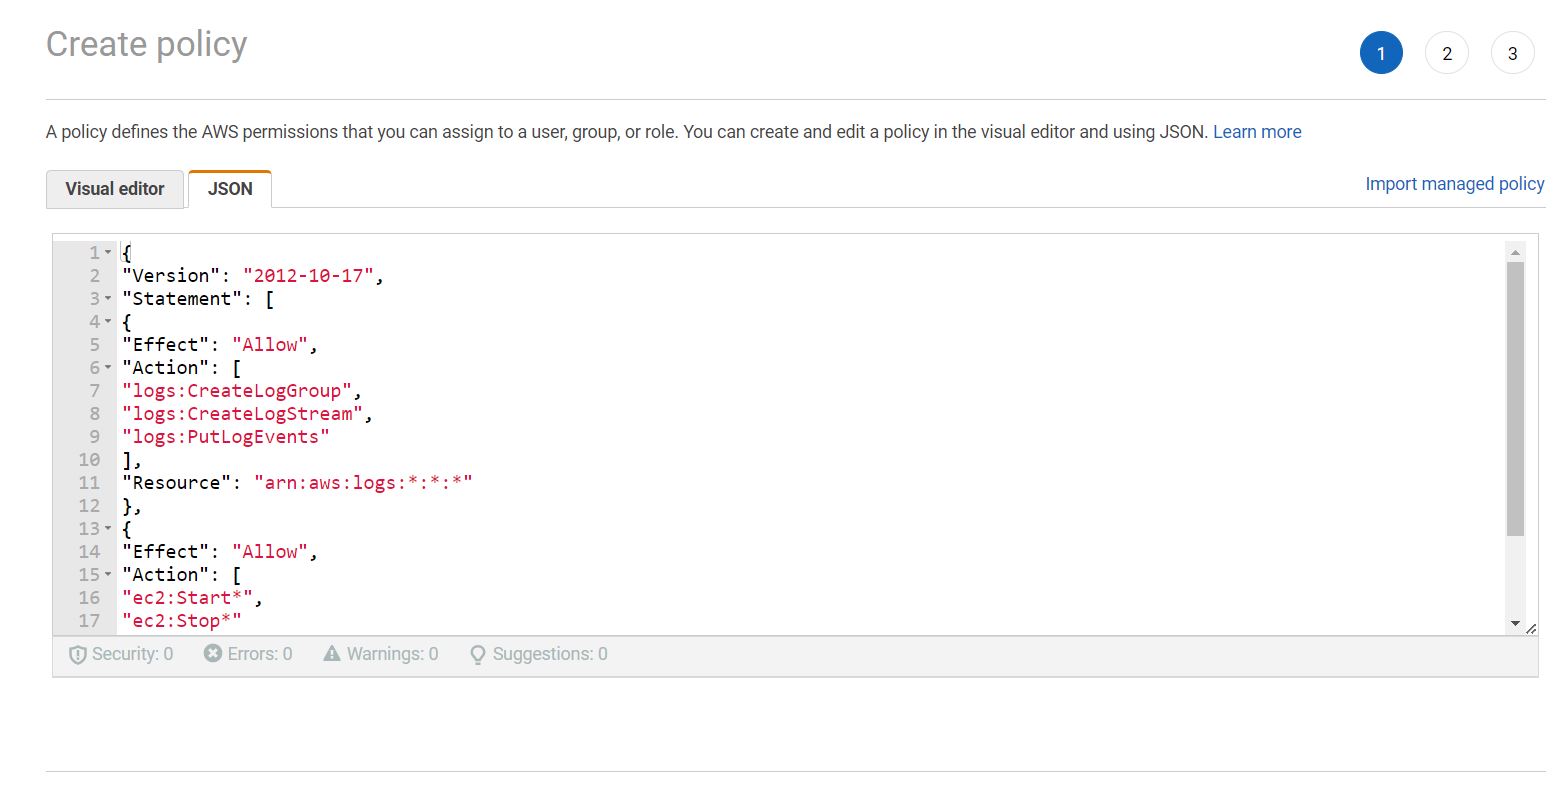 Create policy
1 2 3
A policy defines the AWS permissions that you can assign to a user, group, or role. You can create and edit a policy in the visual editor and using JSON. Learn more
Visual editor JSON Import managed policy
1 {
2 "Version": "2012-10-17",
3 "Statement": [
4 {
5 "Effect": "Allow",
6 "Action": [
7 "logs:CreateLogGroup",
8 "logs:CreateLogStream",
9 "logs:PutLogEvents"
10 ],
11 "Resource": "arn:aws:logs:*:*:*"
12 },
13 {
14 "Effect": "Allow",
15 "Action": [
16 "ec2:Start*",
17 "ec2:Stop*"
Security: 0 Errors: 0 Warnings: 0 Suggestions: 0